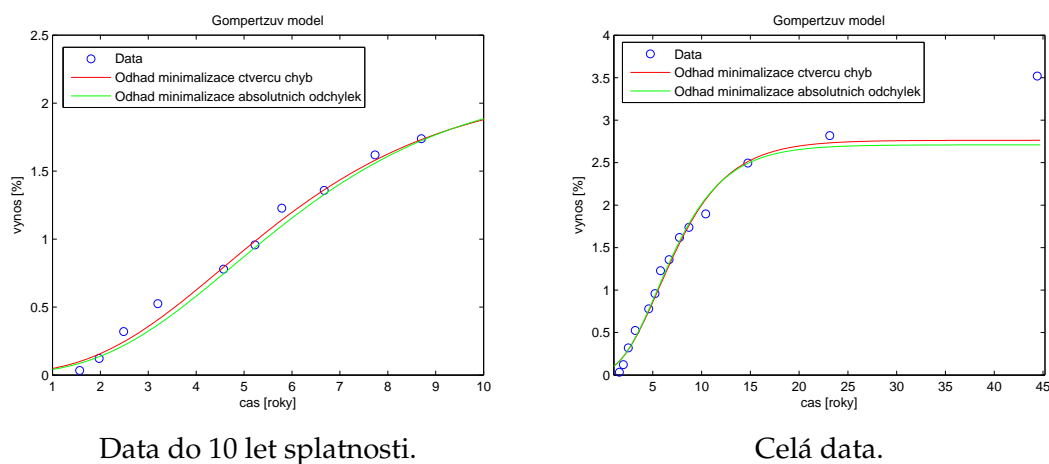 Gompertzuv model
2.5
2
1.5
1
0.5
0
vynos [%]
Data
Odhad minimalizace ctvercu chyb
Odhad minimalizace absolutnich odchylek
1 2 3 4 5 6 7 8 9 10
cas [roky]
Data do 10 let splatnosti.
Gompertzuv model
4
3.5
3
2.5
2
1.5
1
0.5
0
vynos [%]
Data
Odhad minimalizace ctvercu chyb
Odhad minimalizace absolutnich odchylek
5 10 15 20 25 30 35 40 45
cas [roky]
Celá data.